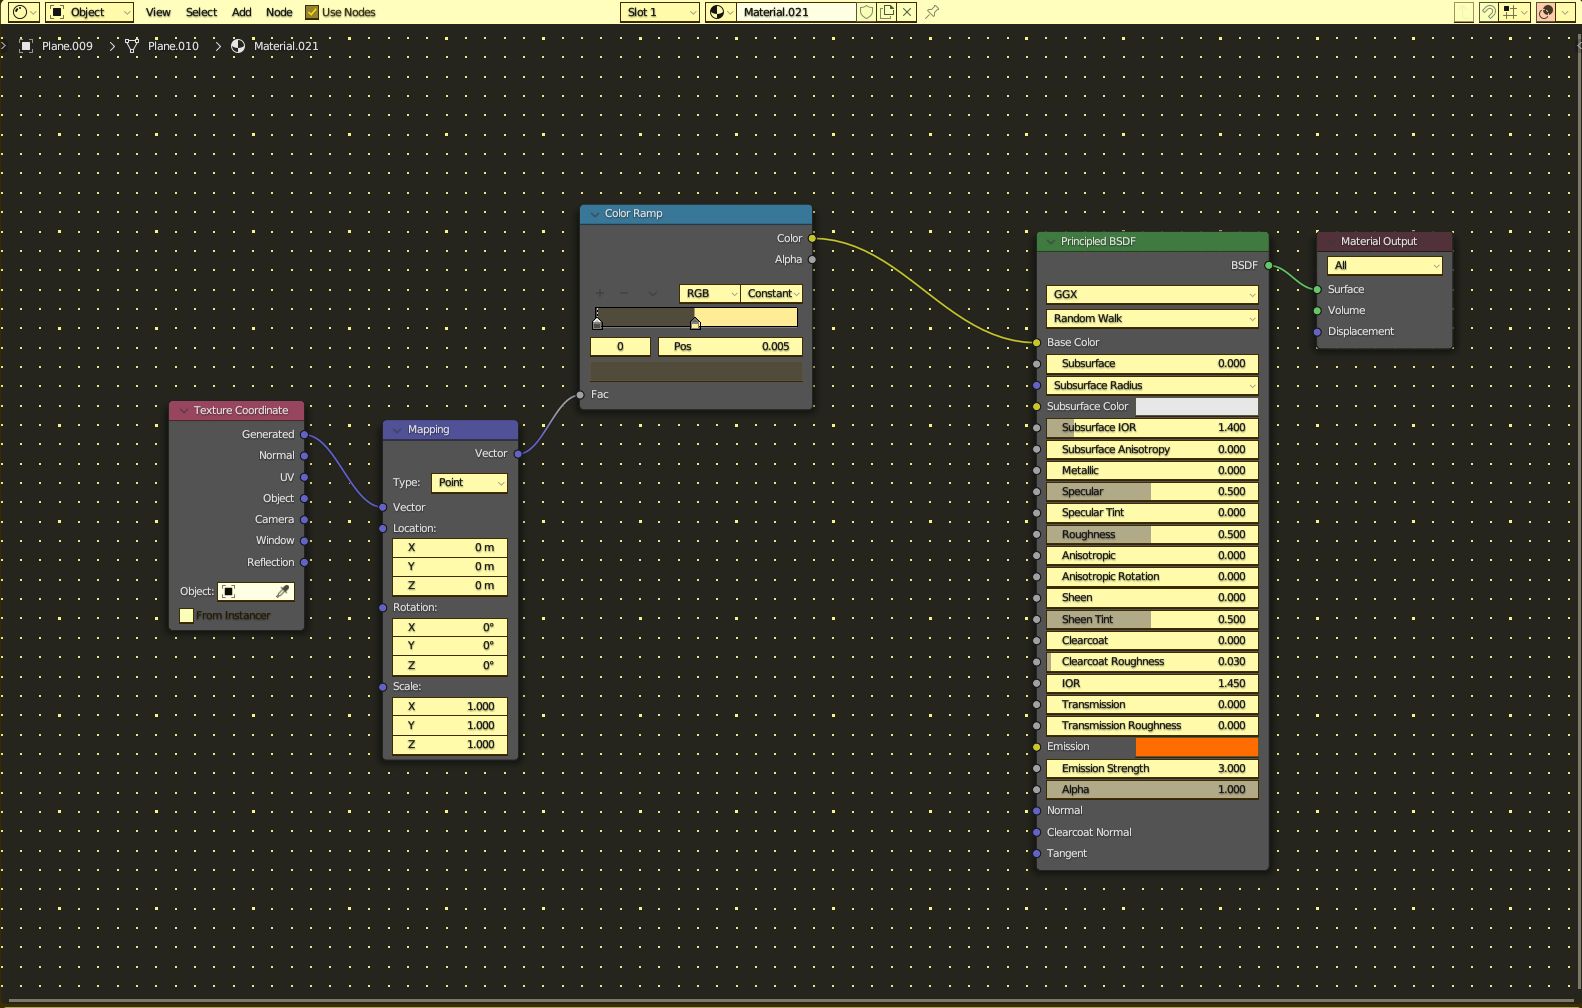 Object View Select Add Node Use Nodes Slot 1 Material.021
Plane.009 Plane.010 Material.021
Color Ramp
Color
Alpha
RGB Constant
0 Pos 0.005
Fac
Texture Coordinate
Generated
Normal
UV
Object
Camera
Window
Reflection
Object:
From Instancer
Mapping
Vector
Type: Point
Vector
Location:
X 0 m
Y 0 m
Z 0 m
Rotation:
X 0°
Y 0°
Z 0°
Scale:
X 1.000
Y 1.000
Z 1.000
Principled BSDF
BSDF
GGX
Random Walk
Base Color
Subsurface 0.000
Subsurface Radius
Subsurface Color
Subsurface IOR 1.400
Subsurface Anisotropy 0.000
Metallic 0.000
Specular 0.500
Specular Tint 0.000
Roughness 0.500
Anisotropic 0.000
Anisotropic Rotation 0.000
Sheen 0.000
Sheen Tint 0.500
Clearcoat 0.000
Clearcoat Roughness 0.030
IOR 1.450
Transmission 0.000
Transmission Roughness 0.000
Emission
Emission Strength 3.000
Alpha 1.000
Normal
Clearcoat Normal
Tangent
Material Output
All
Surface
Volume
Displacement